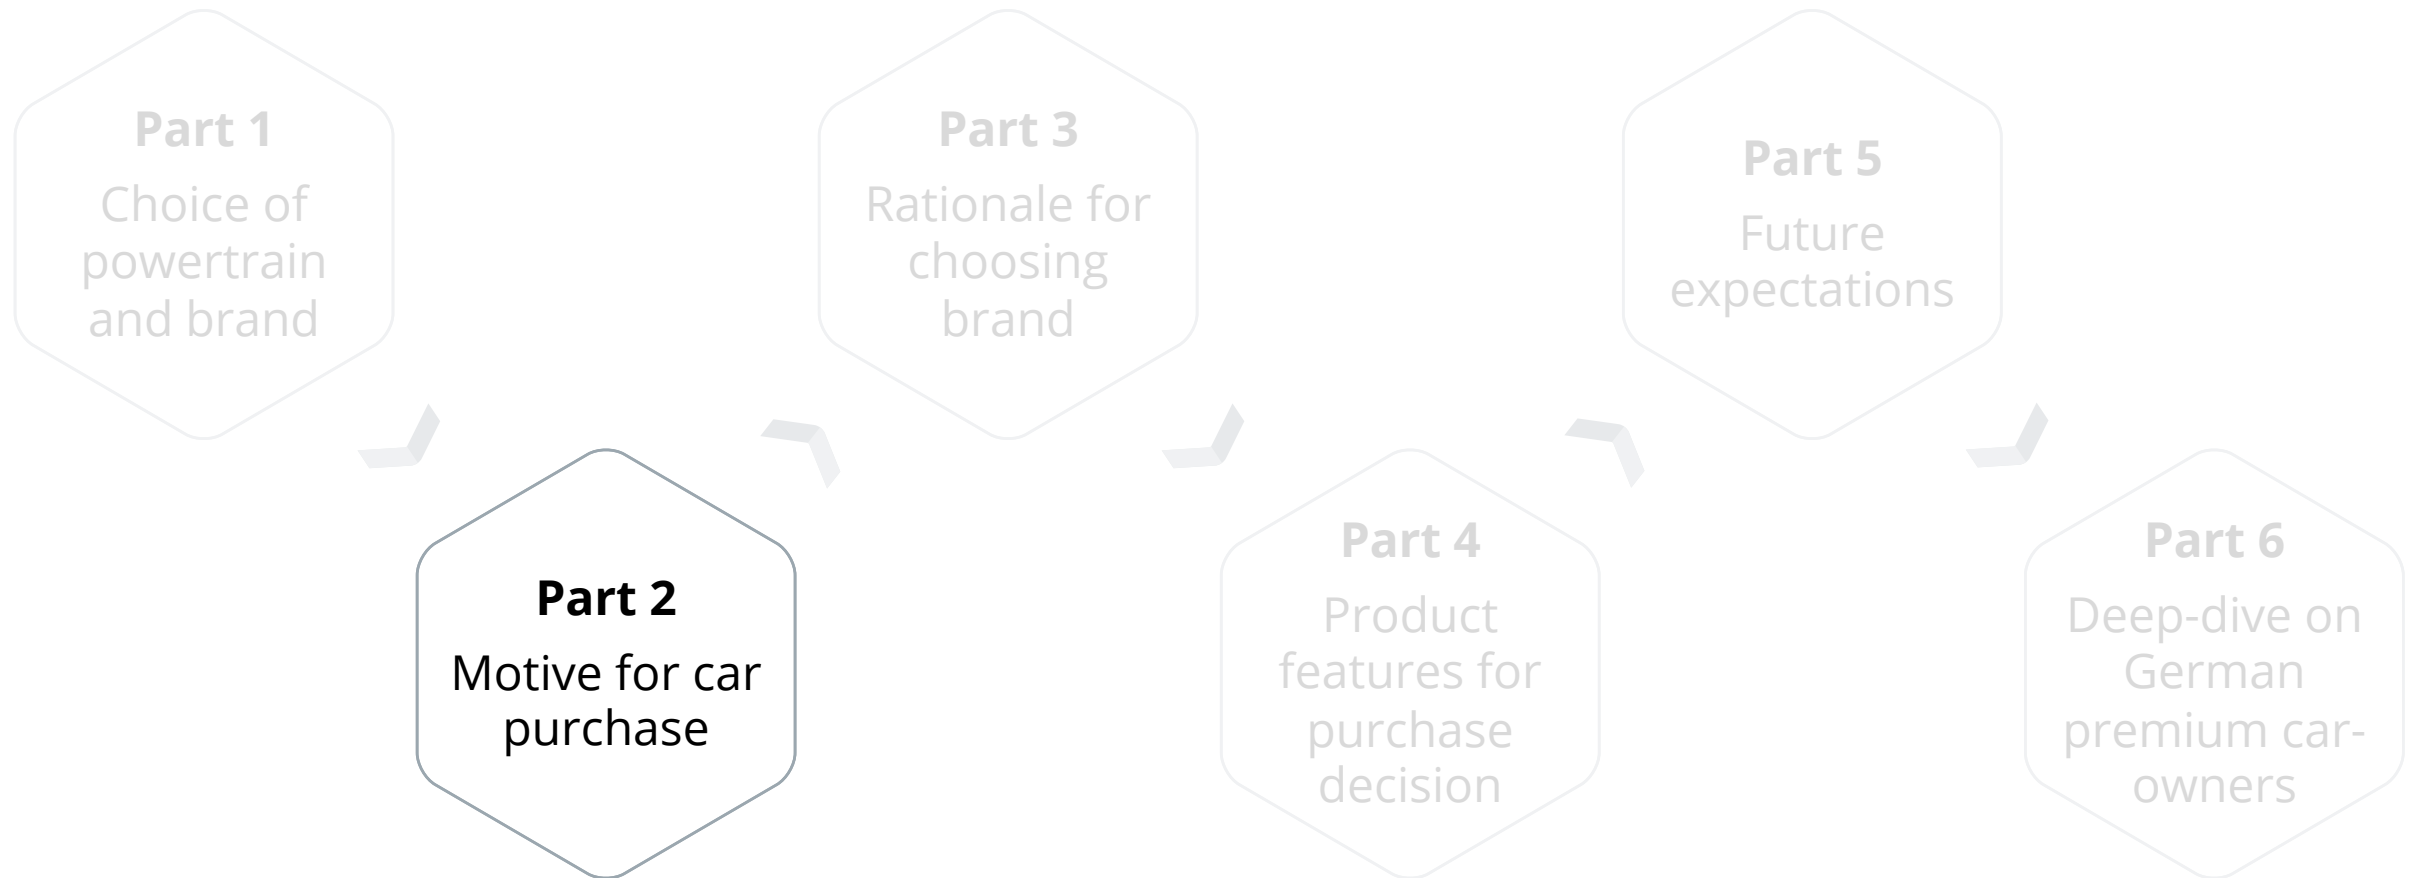 Part 1
Choice of
powertrain
and brand
Part 2
Motive for car
purchase
Part 3
Rationale for
choosing
brand
Part 4
Product
features for
purchase
decision
Part 5
Future
expectations
Part 6
Deep-dive on
German
premium car-
owners